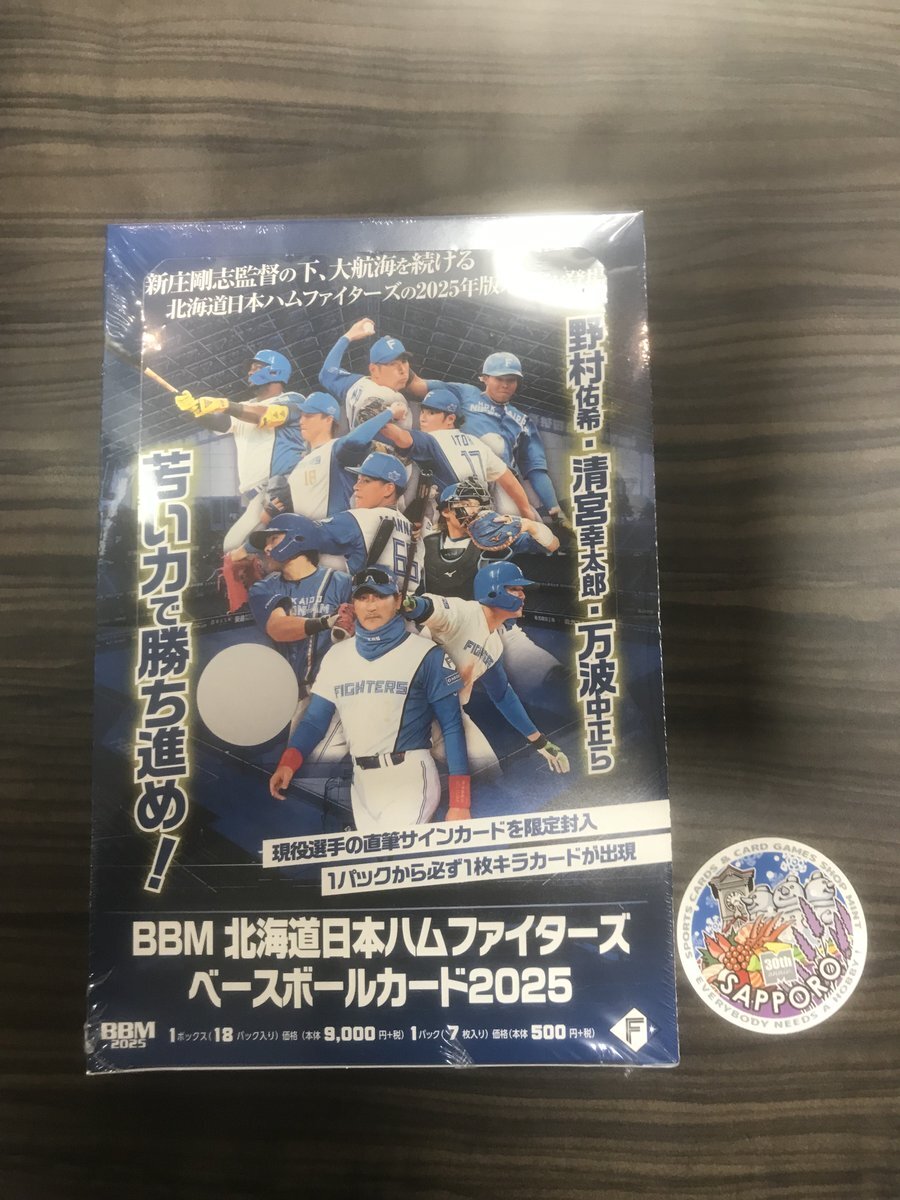 新庄剛志監督の下、大航海を続ける
北海道日本ハムファイターズの2025年版
野村佑希・清宮幸太郎・万波中正ら
若い力で勝ち進め!
ITOH
17
18
66
FIGHTERS
FIGHTERS
現役選手の直筆サインカードを限定封入
1パックから必ず1枚キラカードが出現
BBM 北海道日本ハムファイターズ
ベースボールカード2025
BBM
2025
1ボックス(18パック入り)価格(本体9,000円+税) 1パック(7枚入り)価格(本体500円+税)
F
SPORTS CARDS & CARD GAMES SHOP MINT
30th
SAPPORO
EVERYBODY NEEDS A HOBBY!